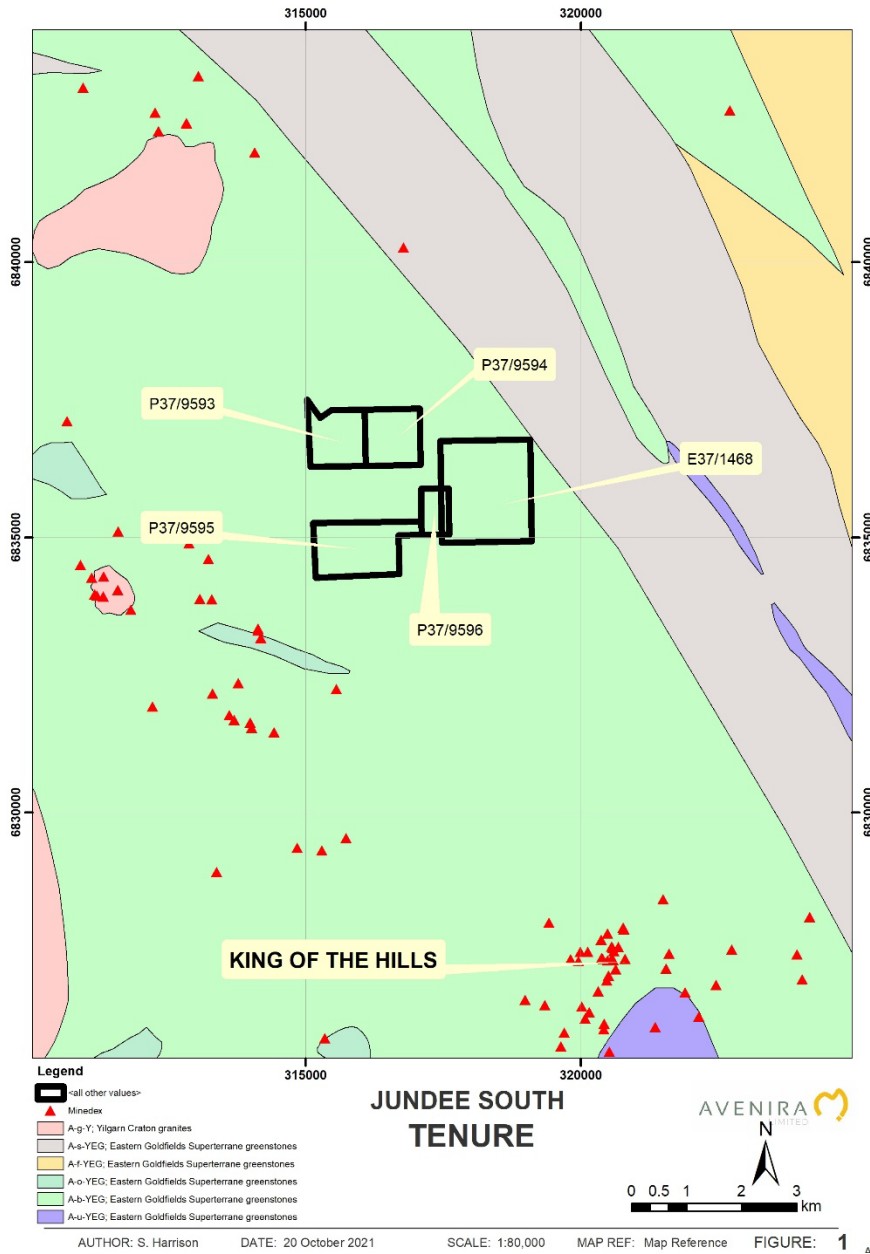 315000
320000
6840000
6840000
P37/9594
P37/9593
E37/1468
P37/9595
6835000
6835000
P37/9596
6830000
6830000
KING OF THE HILLS
315000
320000
Legend
<all other values>
Minedex
A-g-Y; Yilgarn Craton granites
A-s-YEG; Eastern Goldfields Superterrane greenstones
A-f-YEG; Eastern Goldfields Superterrane greenstones
A-o-YEG; Eastern Goldfields Superterrane greenstones
A-b-YEG; Eastern Goldfields Superterrane greenstones
A-u-YEG; Eastern Goldfields Superterrane greenstones
JUNDEE SOUTH
TENURE
AVENIRA
LIMITED
N
0 0.5 1 2 3
km
AUTHOR: S. Harrison DATE: 20 October 2021 SCALE: 1:80,000 MAP REF: Map Reference FIGURE: 1
A